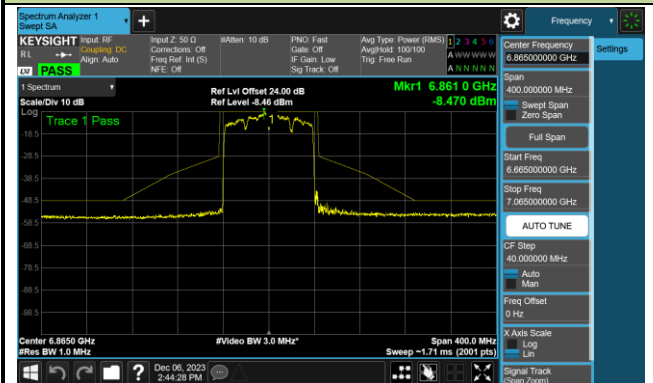 Spectrum Analyzer 1
Swept SA
+
Frequency
KEYSIGHT
Input: RF
Input Z: 50 Ω
#Atten: 10 dB
PNO: Fast
Avg Type: Power (RMS)
1 2 3 4 5 6
RL
Coupling: DC
Corrections: Off
Gate: Off
Avg|Hold: 100/100
A W W W W W
Align: Auto
Freq Ref: Int (S)
IF Gain: Low
Trig: Free Run
PASS
NFE: Off
Sig Track: Off
A N N N N N
1 Spectrum
Ref Lvl Offset 24.00 dB
Mkr1 6.861 0 GHz
Scale/Div 10 dB
Ref Level -8.46 dBm
-8.470 dBm
Log
Trace 1 Pass
1
-18.5
-28.5
-38.5
-48.5
-58.5
-68.5
-78.5
-88.5
-98.5
Center 6.8650 GHz
#Video BW 3.0 MHz*
Span 400.0 MHz
#Res BW 1.0 MHz
Sweep ~1.71 ms (2001 pts)
Dec 06, 2023
2:44:28 PM
Settings
Center Frequency
6.865000000 GHz
Span
400.000000 MHz
Swept Span
Zero Span
Full Span
Start Freq
6.665000000 GHz
Stop Freq
7.065000000 GHz
AUTO TUNE
CF Step
40.000000 MHz
Auto
Man
Freq Offset
0 Hz
X Axis Scale
Log
Lin
Signal Track
(Span Zoom)